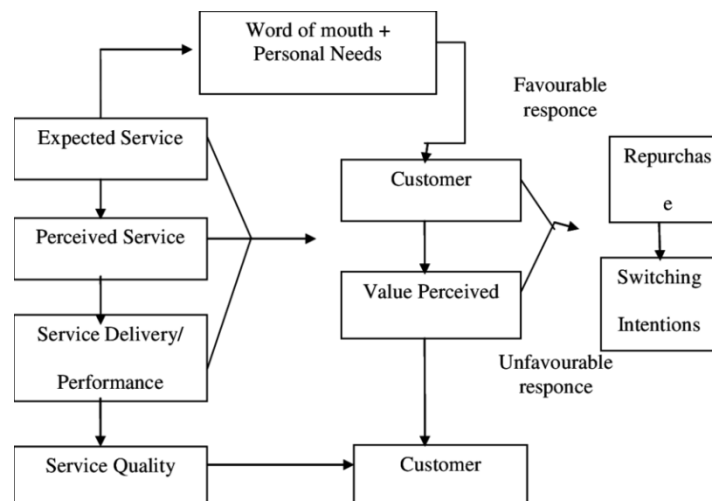 Word of mouth +
Personal Needs
Favourable
responce
Expected Service
Repurchas
e
Customer
Perceived Service
Value Perceived
Switching
Intentions
Service Delivery/
Performance
Unfavourable
responce
Service Quality
Customer